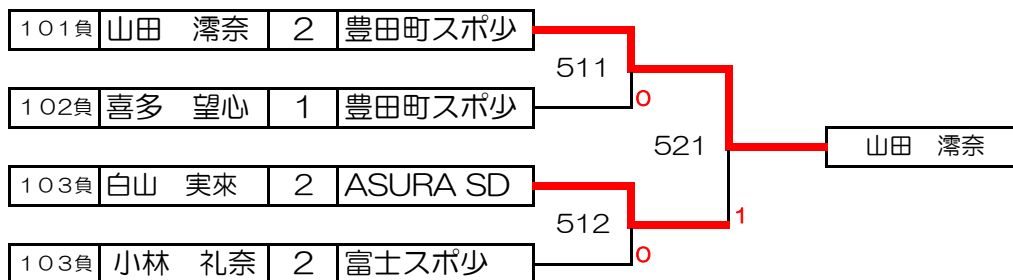 101負 山田 澪奈 2 豊田町スポ少
511
102負 喜多 望心 1 豊田町スポ少
0
521
山田 澪奈
103負 白山 実來 2 ASURA SD
512
1
103負 小林 礼奈 2 富士スポ少
0